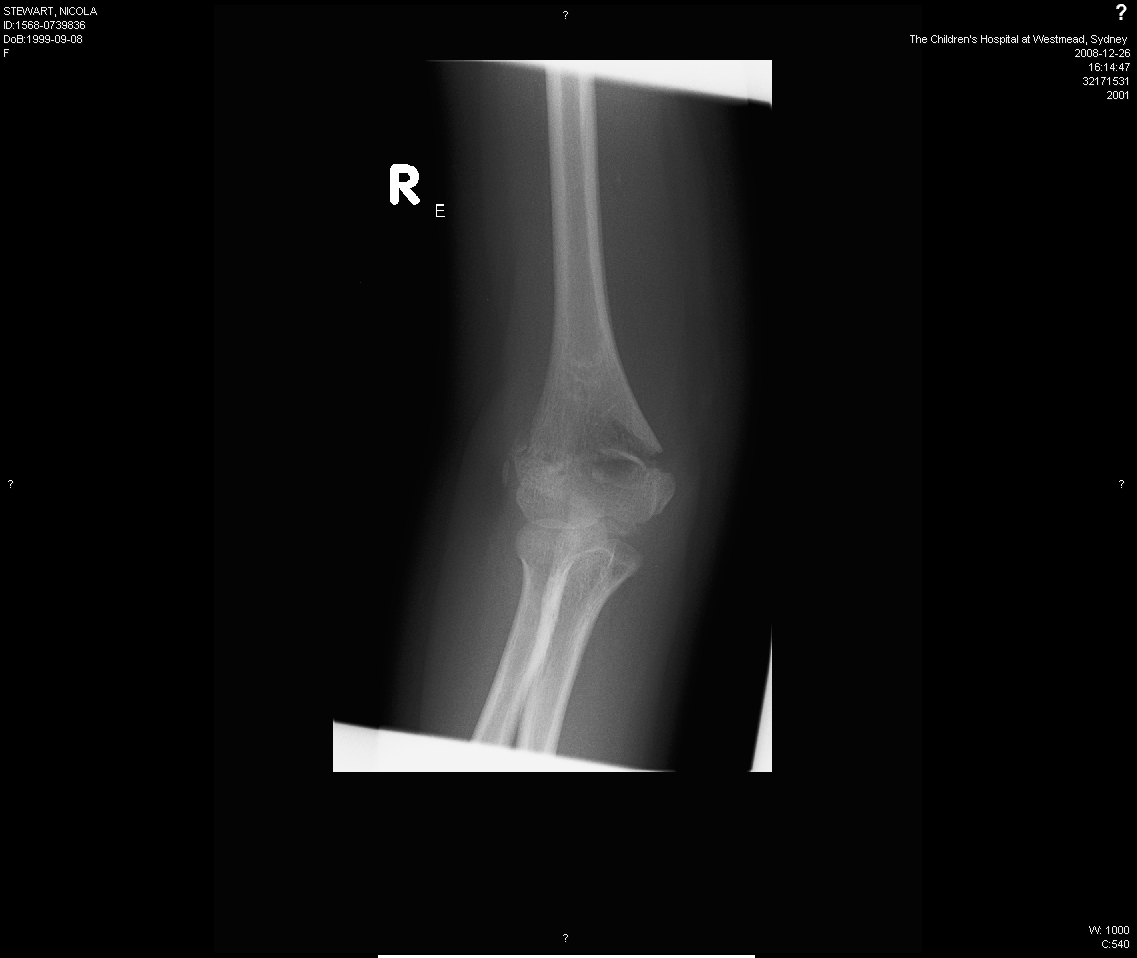 STEWART, NICOLA
ID:1568-0739836
DoB:1999-09-08
F
?
?
The Children's Hospital at Westmead, Sydney
2008-12-26
16:14:47
32171531
2001
R
E
?
?
?
W: 1000
C:540